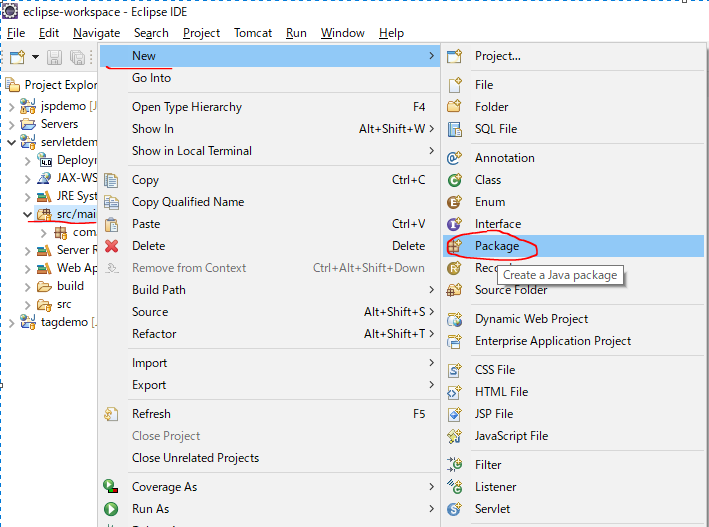 eclipse-workspace - Eclipse IDE
File Edit Navigate Search Project Tomcat Run Window Help
Project Explor
jspdemo [J
Servers
servletdem
4.0 Deploym
JAX-WS
JRE Syst
src/mai
com.
Server R
Web Ap
build
src
tagdemo [J
New
Go Into
Open Type Hierarchy F4
Show In Alt+Shift+W
Show in Local Terminal
Copy Ctrl+C
Copy Qualified Name
Paste Ctrl+V
Delete Delete
Remove from Context Ctrl+Alt+Shift+Down
Build Path
Source Alt+Shift+S
Refactor Alt+Shift+T
Import
Export
Refresh F5
Close Project
Close Unrelated Projects
Coverage As
Run As
Project...
File
Folder
SQL File
Annotation
Class
Enum
Interface
Package
Create a Java package
Source Folder
Dynamic Web Project
Enterprise Application Project
CSS File
HTML File
JSP File
JavaScript File
Filter
Listener
Servlet